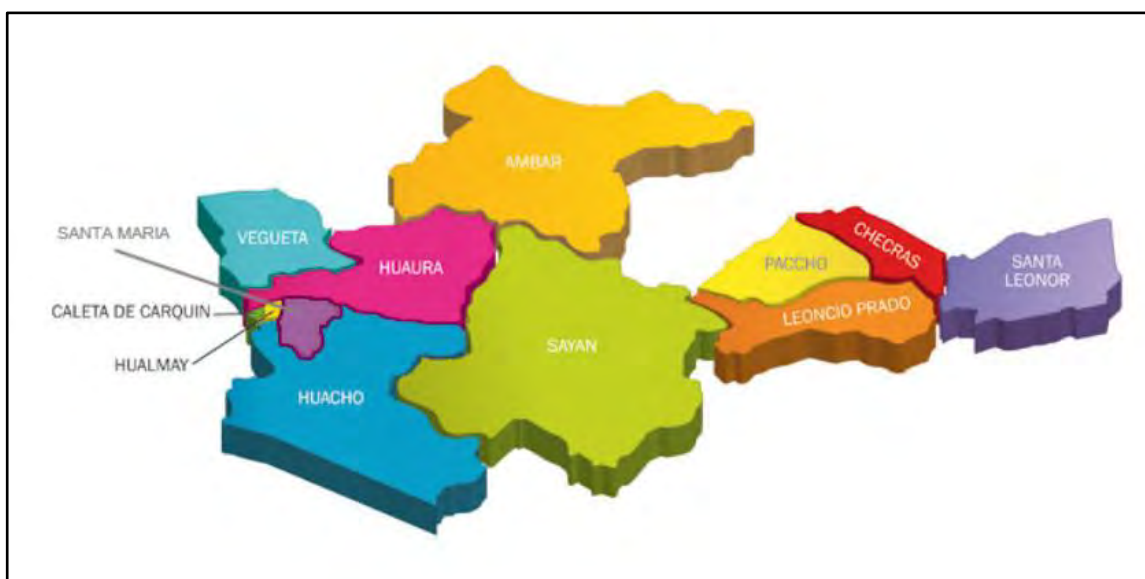 AMBAR
SANTA MARIA
VEGUETA
HUAURA
CALETA DE CARQUIN
HUALMAY
HUACHO
SAYAN
PACCHO
CHECRAS
LEONCIO PRADO
SANTA
LEONOR